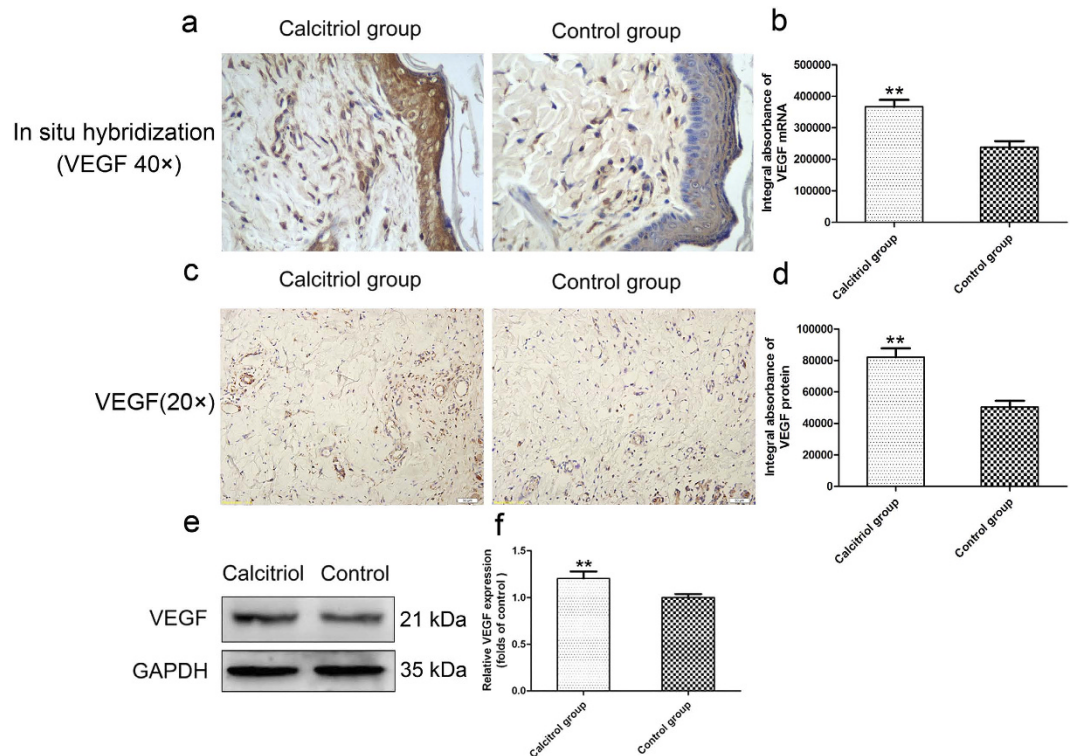 a
Calcitriol group
Control group
In situ hybridization
(VEGF 40×)
b
Integral absorbance of
VEGF mRNA
500000
400000
300000
200000
100000
0
**
Calcitriol group
Control group
c
Calcitriol group
Control group
VEGF(20×)
d
Integral absorbance of
VEGF protein
100000
80000
60000
40000
20000
0
**
Calcitriol group
Control group
e
Calcitriol
Control
VEGF
21 kDa
GAPDH
35 kDa
f
Relative VEGF expression
(folds of control )
1.5
1.0
0.5
0.0
**
Calcitrol group
Control group